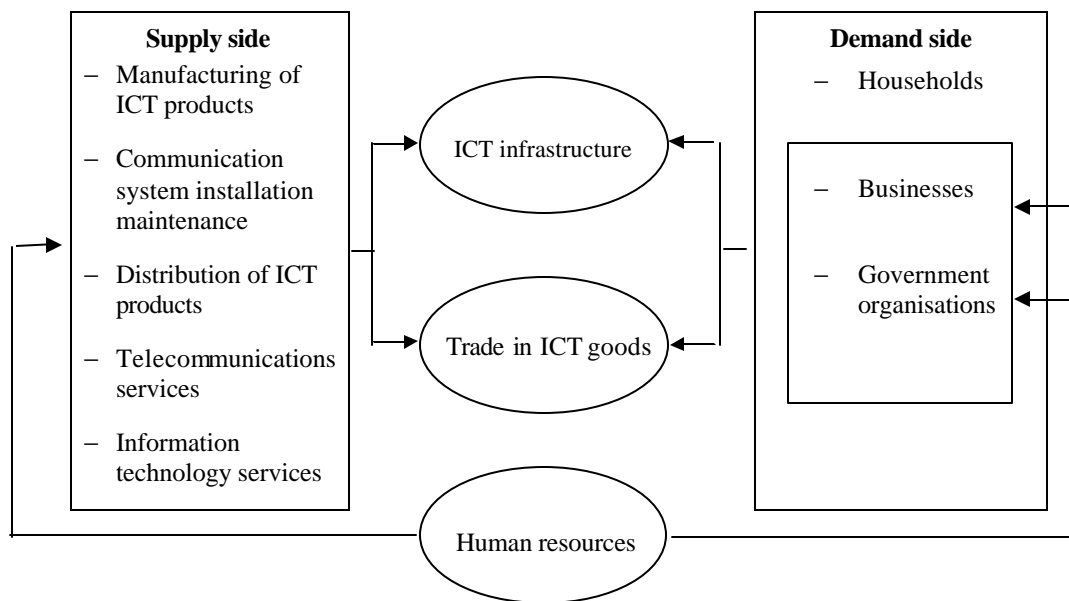 Supply side
– Manufacturing of
ICT products
– Communication
system installation
maintenance
– Distribution of ICT
products
– Telecommunications
services
– Information
technology services
ICT infrastructure
Trade in ICT goods
Human resources
Demand side
– Households
– Businesses
– Government
organisations